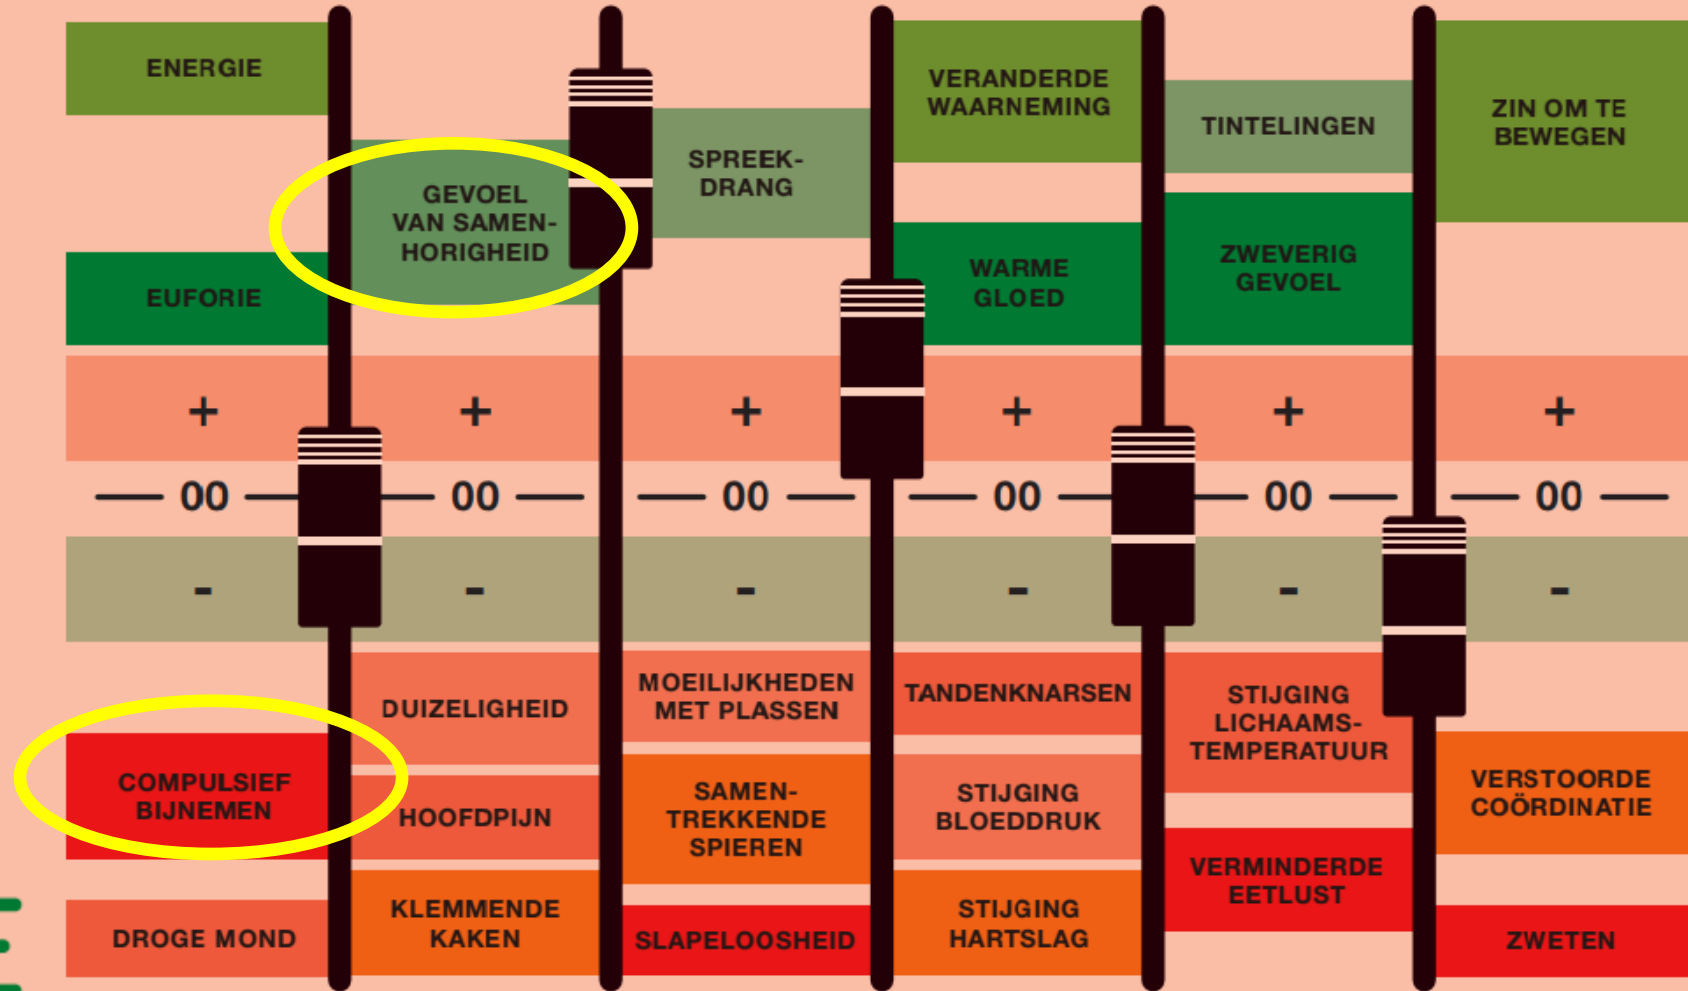 ENERGIE
EUFORIE
+
00
-
COMPULSIEF
BIJNEMEN
DROGE MOND
GEVOEL
VAN SAMEN-
HORIGHEID
+
00
-
DUIZELIGHEID
HOOFDPIJN
KLEMMENDE
KAKEN
SPREEK-
DRANG
+
00
-
MOEILIJKHEDEN
MET PLASSEN
SAMEN-
TREKKENDE
SPIEREN
SLAPELOOSHEID
VERANDERDE
WAARNEMING
WARME
GLOED
+
00
-
TANDENKNARSEN
STIJGING
BLOEDDRUK
STIJGING
HARTSLAG
TINTELINGEN
ZWEVERIG
GEVOEL
+
00
-
STIJGING
LICHAAMS-
TEMPERATUUR
VERMINDERDE
EETLUST
ZIN OM TE
BEWEGEN
+
00
-
VERSTOORDE
COÖRDINATIE
ZWETEN